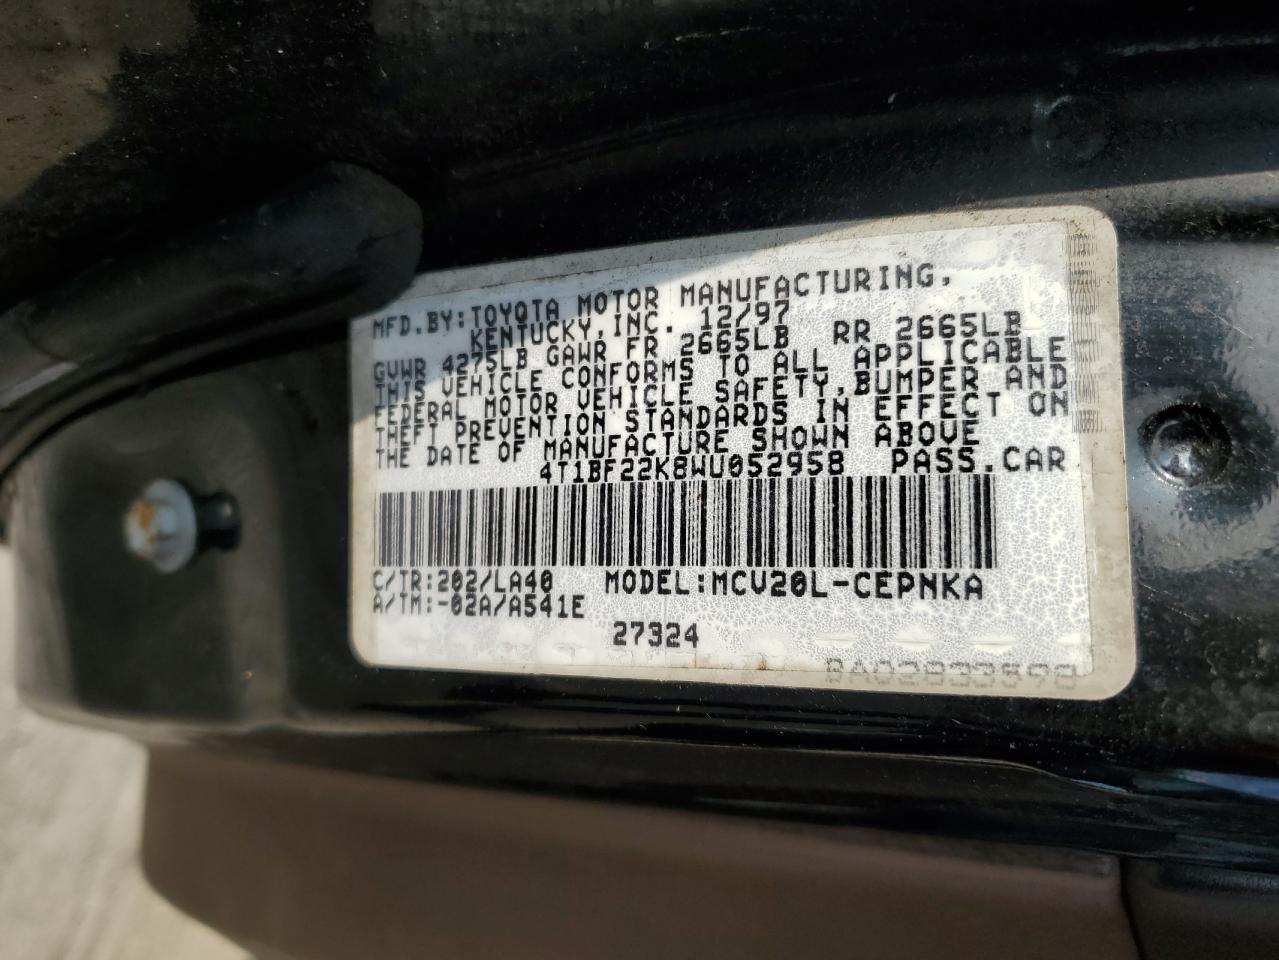 MFD.BY:TOYOTA MOTOR MANUFACTURING,
KENTUCKY,INC. 12/97
GVWR 4275LB GAWR FR 2665LB RR 2665LB
THIS VEHICLE CONFORMS TO ALL APPLICABLE
FEDERAL MOTOR VEHICLE SAFETY,BUMPER AND
THEFT PREVENTION STANDARDS IN EFFECT ON
THE DATE OF MANUFACTURE SHOWN ABOVE
4T1BF22K8WU052958 PASS.CAR
C/TR:202/LA40 MODEL:MCV20L-CEPNKA
A/TM:-02A/A541E
27324